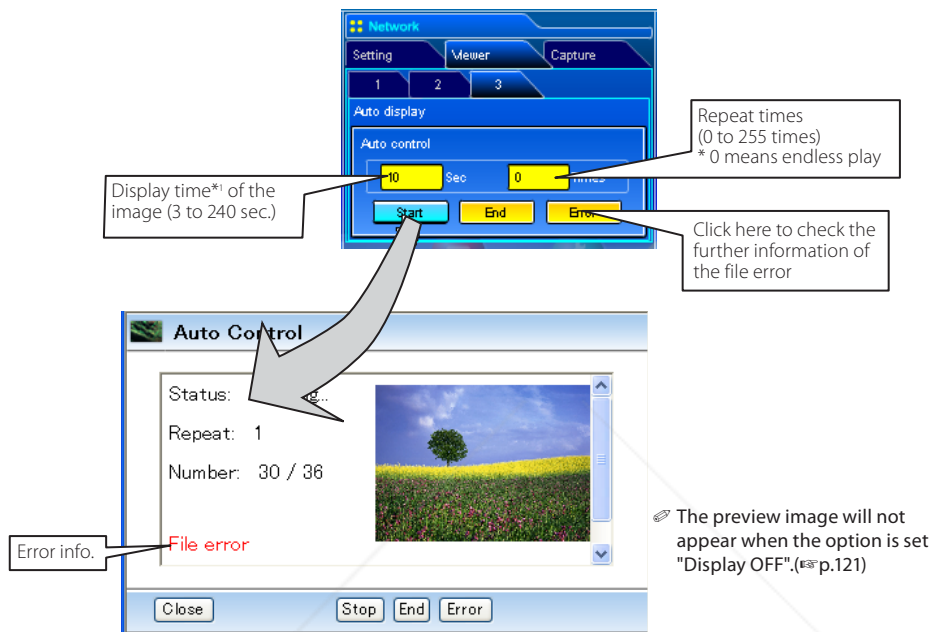 Network
Setting Viewer Capture
1 2 3
Auto display
Auto control
10 Sec 0
Start End Error
Repeat times
(0 to 255 times)
* 0 means endless play
Display time*1 of the
image (3 to 240 sec.)
Click here to check the
further information of
the file error
Auto Control
Status:
Repeat: 1
Number: 30 / 36
File error
Error info.
Close Stop End Error
✐ The preview image will not
appear when the option is set
"Display OFF".(☞p.121)